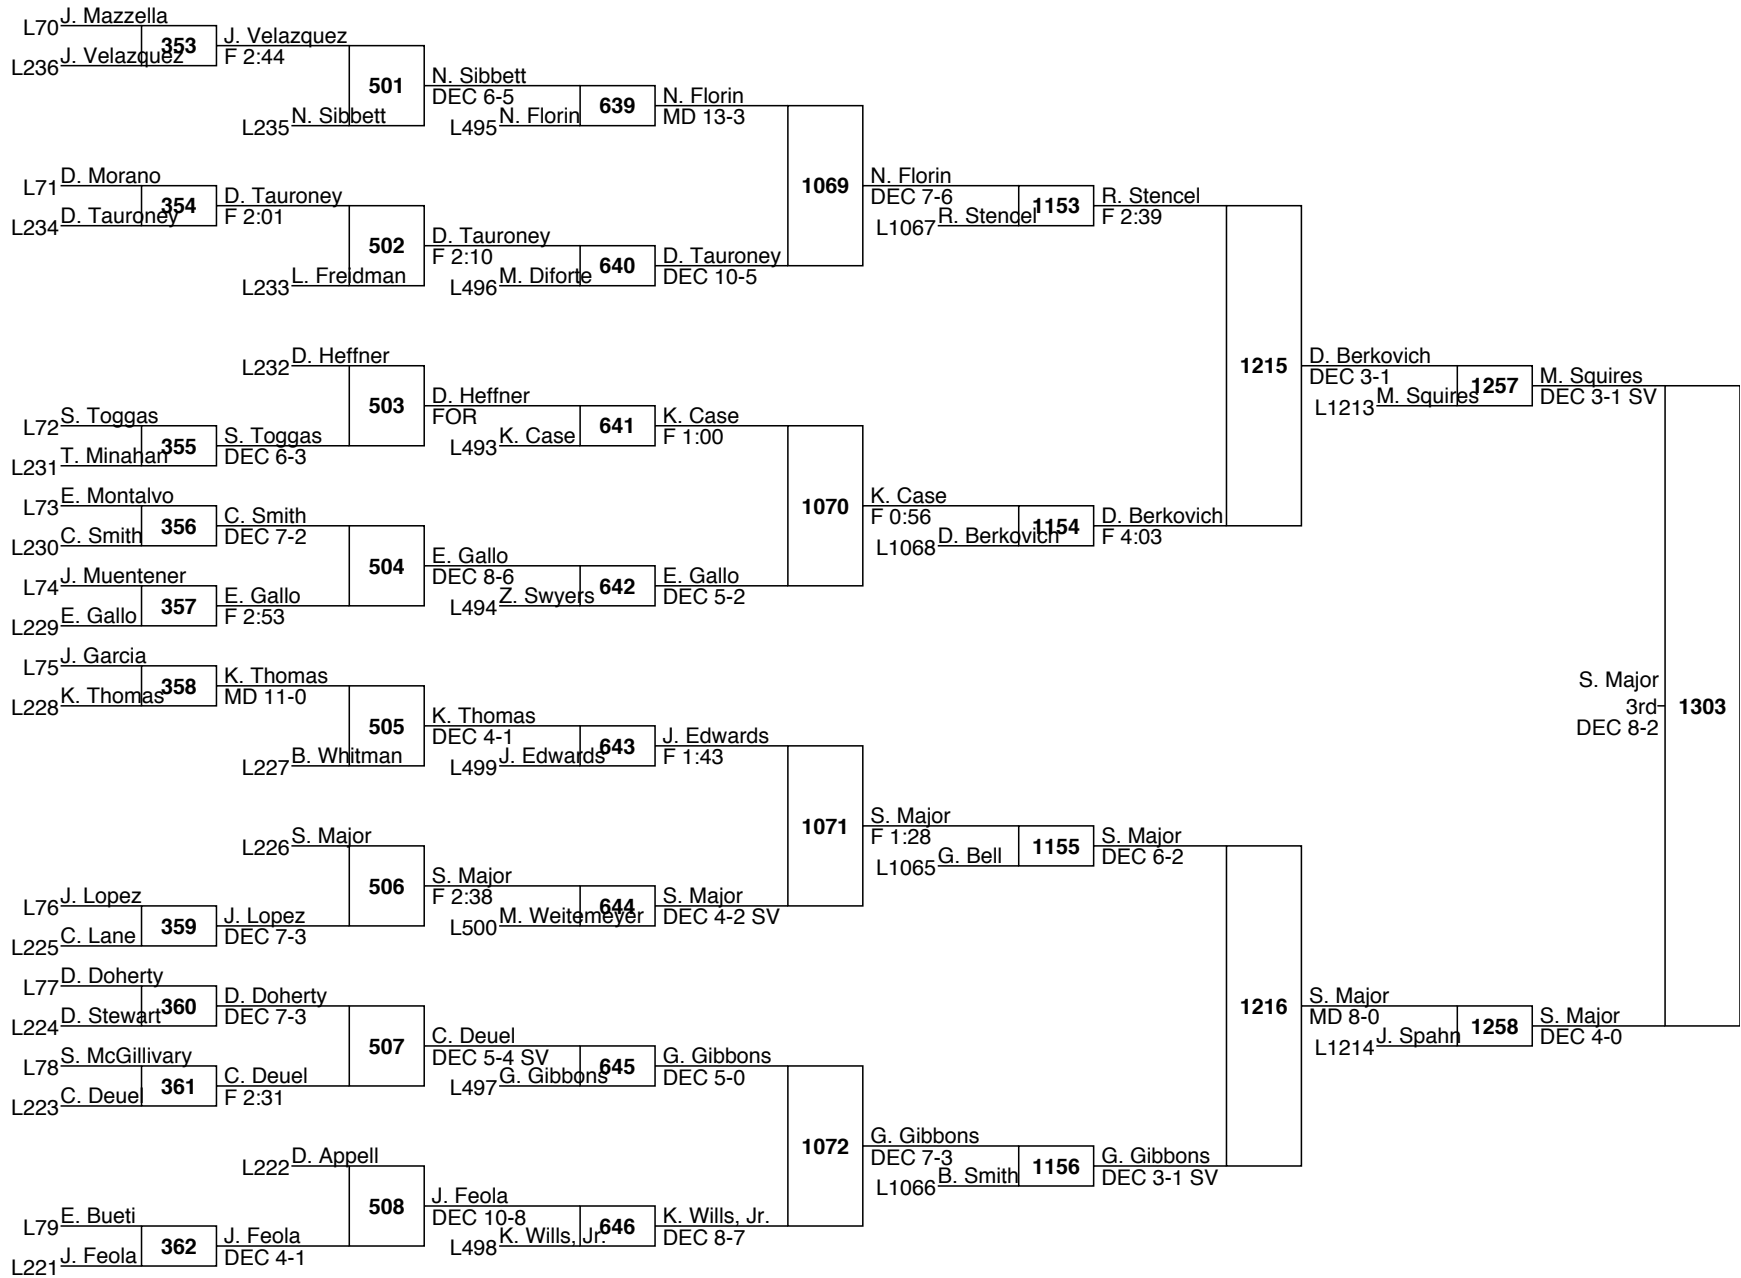 L70 J. Mazzella
353
L236 J. Velazquez
J. Velazquez
F 2:44
501
L235 N. Sibbett
N. Sibbett
DEC 6-5
639
L495 N. Florin
N. Florin
MD 13-3
L71 D. Morano
354
L234 D. Tauroney
D. Tauroney
F 2:01
502
L233 L. Freidman
D. Tauroney
F 2:10
640
L496 M. Diforte
D. Tauroney
DEC 10-5
1069
N. Florin
DEC 7-6
1153
L1067 R. Stencel
R. Stencel
F 2:39
L232 D. Heffner
503
L72 S. Toggas
355
L231 T. Minahan
S. Toggas
DEC 6-3
D. Heffner
FOR
641
L493 K. Case
K. Case
F 1:00
L73 E. Montalvo
356
L230 C. Smith
C. Smith
DEC 7-2
504
L74 J. Muentener
357
L229 E. Gallo
E. Gallo
F 2:53
E. Gallo
DEC 8-6
642
L494 Z. Swyers
E. Gallo
DEC 5-2
1070
K. Case
F 0:56
1154
L1068 D. Berkovich
D. Berkovich
F 4:03
1215
D. Berkovich
DEC 3-1
1257
L1213 M. Squires
M. Squires
DEC 3-1 SV
L75 J. Garcia
358
L228 K. Thomas
K. Thomas
MD 11-0
505
L227 B. Whitman
K. Thomas
DEC 4-1
643
L499 J. Edwards
J. Edwards
F 1:43
L226 S. Major
506
L76 J. Lopez
359
L225 C. Lane
J. Lopez
DEC 7-3
S. Major
F 2:38
644
L500 M. Weitemeyer
S. Major
DEC 4-2 SV
1071
S. Major
F 1:28
1155
L1065 G. Bell
S. Major
DEC 6-2
L77 D. Doherty
360
L224 D. Stewart
D. Doherty
DEC 7-3
507
L78 S. McGillivary
361
L223 C. Deuel
C. Deuel
F 2:31
C. Deuel
DEC 5-4 SV
645
L497 G. Gibbons
G. Gibbons
DEC 5-0
L222 D. Appell
508
L79 E. Bueti
362
L221 J. Feola
J. Feola
DEC 4-1
J. Feola
DEC 10-8
646
L498 K. Wills, Jr.
K. Wills, Jr.
DEC 8-7
1072
G. Gibbons
DEC 7-3
1156
L1066 B. Smith
G. Gibbons
DEC 3-1 SV
1216
S. Major
MD 8-0
1258
L1214 J. Spahn
S. Major
DEC 4-0
S. Major
3rd
DEC 8-2
1303